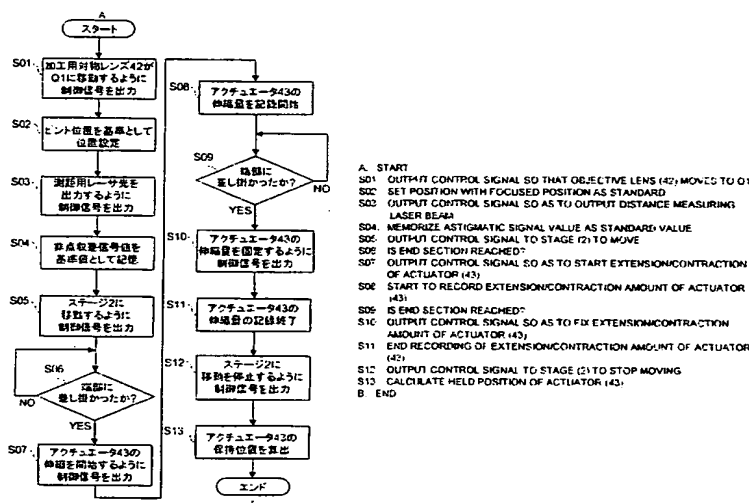 A
スタート
S01
加工用対物レンズ42が
Q1に移動するように
制御信号を出力
S02
ピント位置を基準として
位置設定
S03
測距用レーザ光を
出力するように
制御信号を出力
S04
非点収差信号値を
基準値として記憶
S05
ステージ2に
移動するように
制御信号を出力
S06
端部に
差し掛かったか?
NO
YES
S07
アクチュエータ43の
伸縮を開始するように
制御信号を出力
S08
アクチュエータ43の
伸縮量を記録開始
S09
端部に
差し掛かったか?
NO
YES
S10
アクチュエータ43の
伸縮量を固定するように
制御信号を出力
S11
アクチュエータ43の
伸縮量の記録終了
S12
ステージ2に
移動を停止するように
制御信号を出力
S13
アクチュエータ43の
保持位置を算出
エンド
A. START
S01 OUTPUT CONTROL SIGNAL SO THAT OBJECTIVE LENS (42) MOVES TO Q1
S02 SET POSITION WITH FOCUSED POSITION AS STANDARD
S03 OUTPUT CONTROL SIGNAL SO AS TO OUTPUT DISTANCE MEASURING
LASER BEAM
S04 MEMORIZE ASTIGMATIC SIGNAL VALUE AS STANDARD VALUE
S05 OUTPUT CONTROL SIGNAL TO STAGE (2) TO MOVE
S06 IS END SECTION REACHED?
S07 OUTPUT CONTROL SIGNAL SO AS TO START EXTENSION/CONTRACTION
OF ACTUATOR (43)
S08 START TO RECORD EXTENSION/CONTRACTION AMOUNT OF ACTUATOR
(43)
S09 IS END SECTION REACHED?
S10 OUTPUT CONTROL SIGNAL SO AS TO FIX EXTENSION/CONTRACTION
AMOUNT OF ACTUATOR (43)
S11 END RECORDING OF EXTENSION/CONTRACTION AMOUNT OF ACTUATOR
(43)
S12 OUTPUT CONTROL SIGNAL TO STAGE (2) TO STOP MOVING
S13 CALCULATE HELD POSITION OF ACTUATOR (43)
B. END